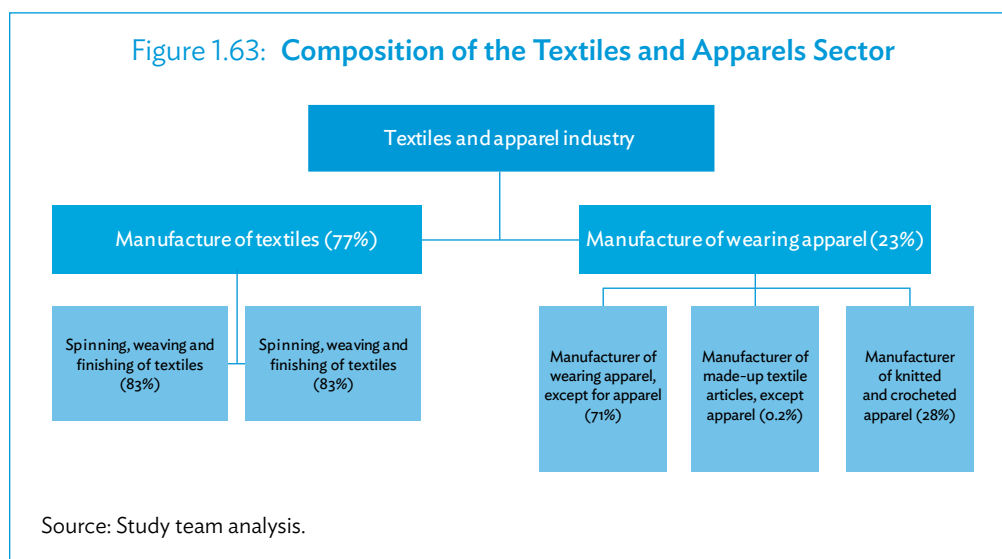 Figure 1.63: Composition of the Textiles and Apparels Sector
Textiles and apparel industry
Manufacture of textiles (77%)
Manufacture of wearing apparel (23%)
Spinning, weaving and
finishing of textiles
(83%)
Spinning, weaving and
finishing of textiles
(83%)
Manufacturer of
wearing apparel,
except for apparel
(71%)
Manufacturer of
made-up textile
articles, except
apparel (0.2%)
Manufacturer
of knitted
and crocheted
apparel (28%)
Source: Study team analysis.